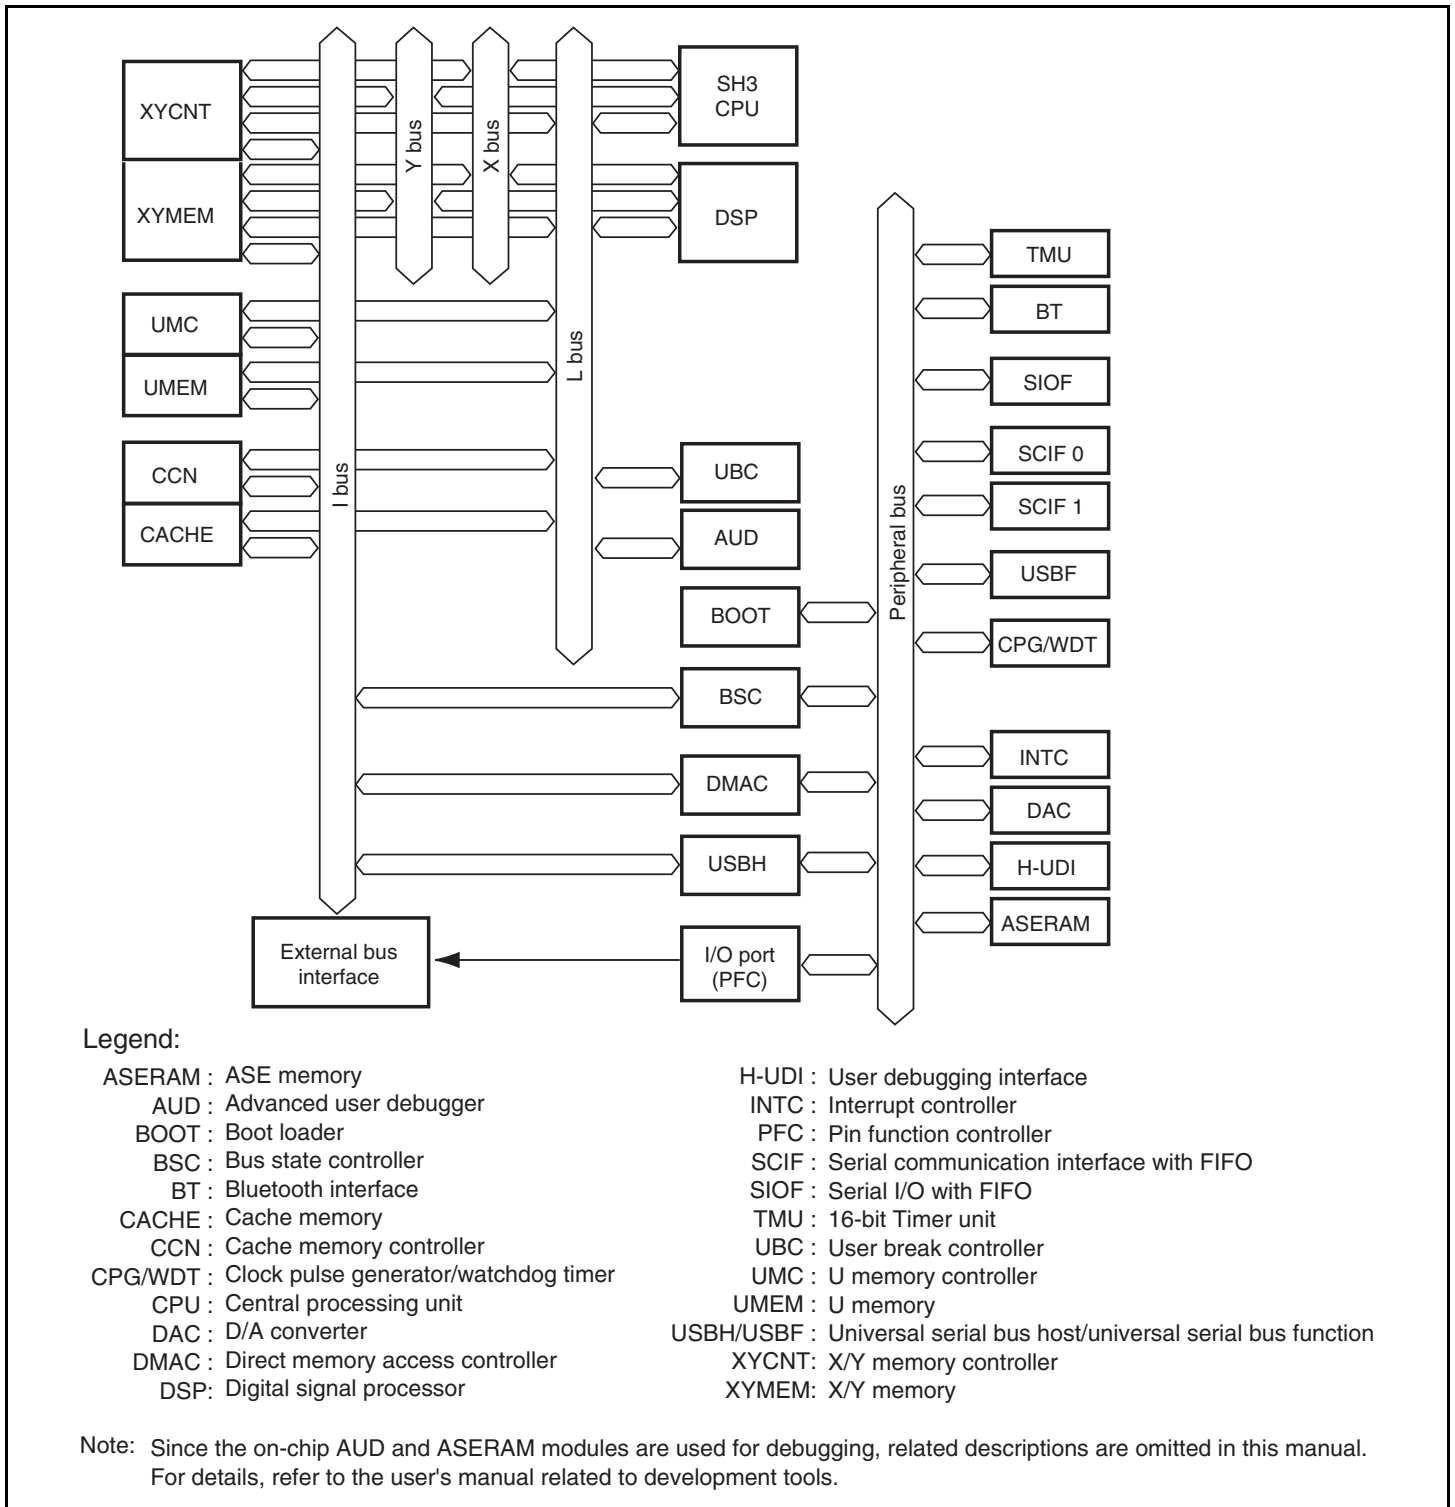 XYCNT
XYMEM
UMC
UMEM
CCN
CACHE
I bus
Y bus
X bus
L bus
SH3
CPU
DSP
UBC
AUD
BOOT
BSC
DMAC
USBH
I/O port
(PFC)
External bus
interface
Peripheral bus
TMU
BT
SIOF
SCIF 0
SCIF 1
USBF
CPG/WDT
INTC
DAC
H-UDI
ASERAM
Legend:
ASERAM : ASE memory
AUD : Advanced user debugger
BOOT : Boot loader
BSC : Bus state controller
BT : Bluetooth interface
CACHE : Cache memory
CCN : Cache memory controller
CPG/WDT : Clock pulse generator/watchdog timer
CPU : Central processing unit
DAC : D/A converter
DMAC : Direct memory access controller
DSP: Digital signal processor
H-UDI : User debugging interface
INTC : Interrupt controller
PFC : Pin function controller
SCIF : Serial communication interface with FIFO
SIOF : Serial I/O with FIFO
TMU : 16-bit Timer unit
UBC : User break controller
UMC : U memory controller
UMEM : U memory
USBH/USBF : Universal serial bus host/universal serial bus function
XYCNT: X/Y memory controller
XYMEM: X/Y memory
Note: Since the on-chip AUD and ASERAM modules are used for debugging, related descriptions are omitted in this manual.
For details, refer to the user's manual related to development tools.